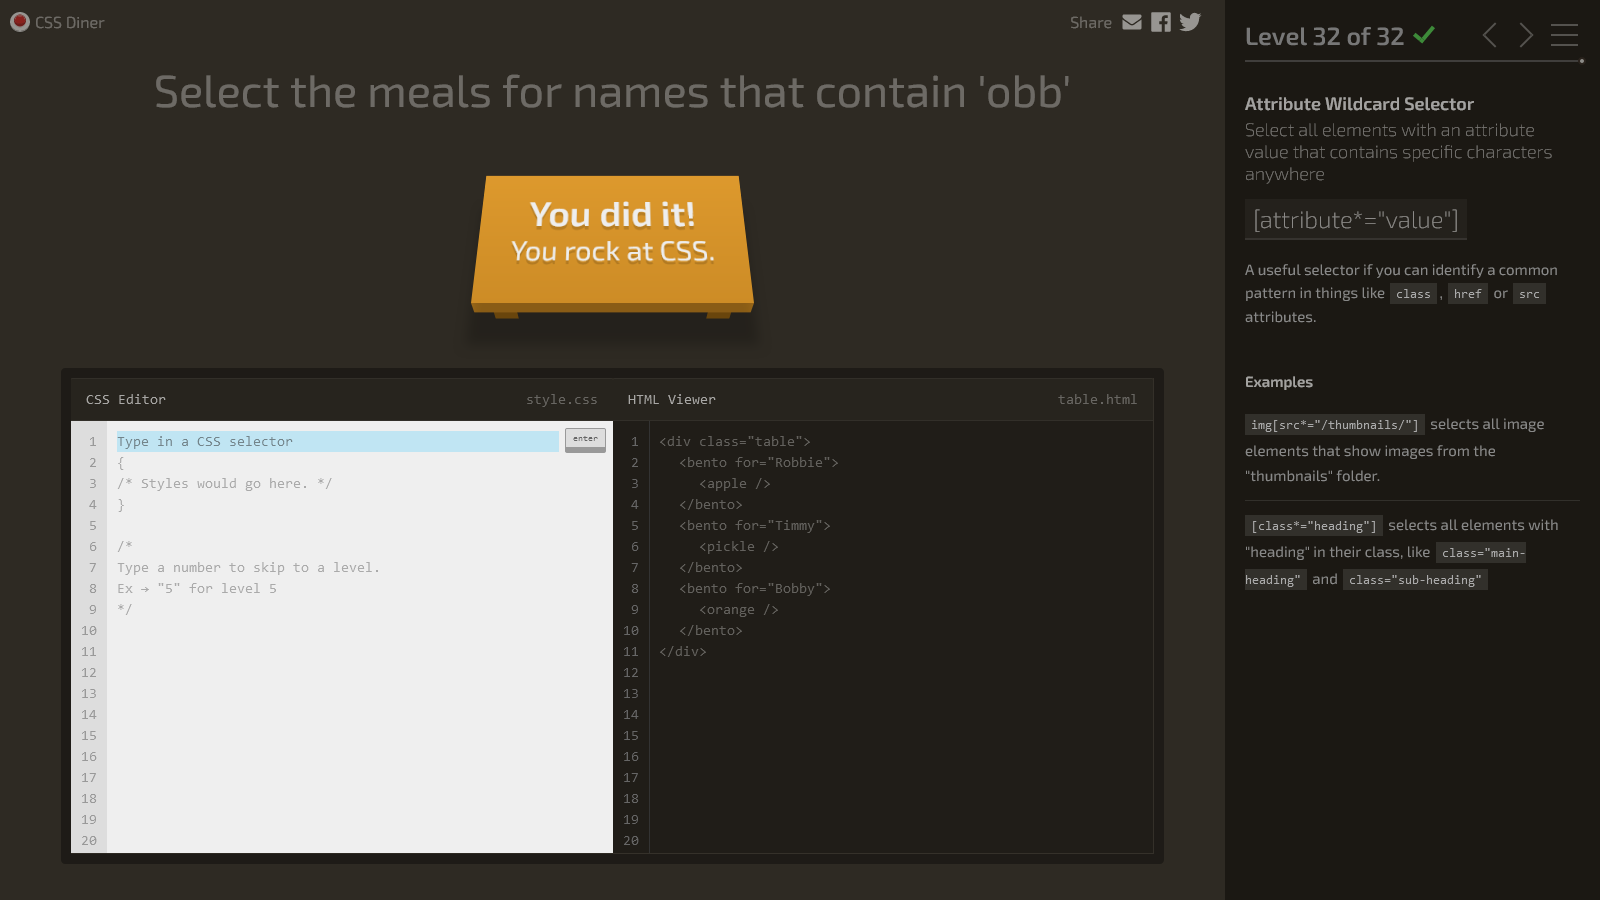 CSS Diner
Share
Select the meals for names that contain 'obb'
You did it!
You rock at CSS.
CSS Editor
style.css
1 Type in a CSS selector
enter
2 {
3 /* Styles would go here. */
4 }
5
6 /*
7 Type a number to skip to a level.
8 Ex → "5" for level 5
9 */
10
11
12
13
14
15
16
17
18
19
20
HTML Viewer
table.html
1 <div class="table">
2 <bento for="Robbie">
3 <apple />
4 </bento>
5 <bento for="Timmy">
6 <pickle />
7 </bento>
8 <bento for="Bobby">
9 <orange />
10 </bento>
11 </div>
12
13
14
15
16
17
18
19
20
Level 32 of 32
Attribute Wildcard Selector
Select all elements with an attribute
value that contains specific characters
anywhere
[attribute*="value"]
A useful selector if you can identify a common
pattern in things like class , href or src
attributes.
Examples
img[src*="/thumbnails/"] selects all image
elements that show images from the
"thumbnails" folder.
[class*="heading"] selects all elements with
"heading" in their class, like class="main-
heading" and class="sub-heading"